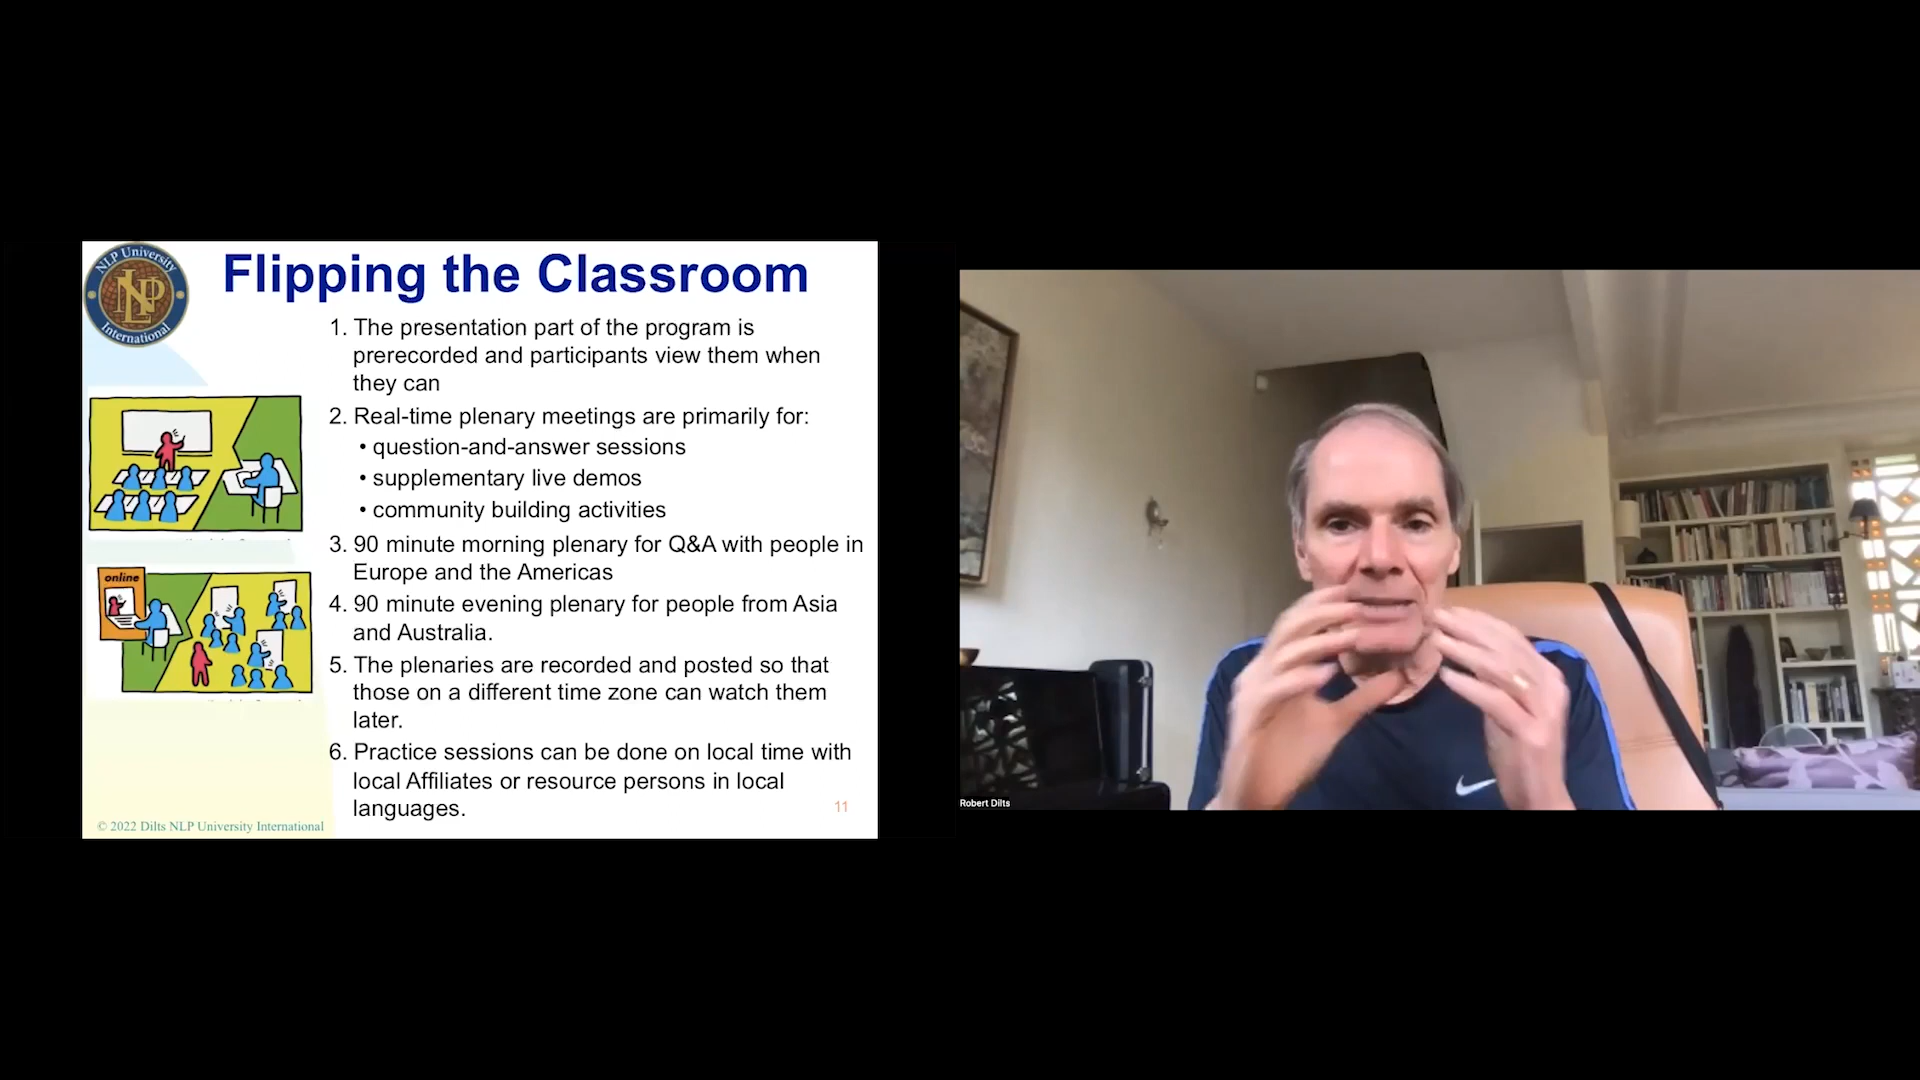 NLP University
NLP
International
Flipping the Classroom
1. The presentation part of the program is
prerecorded and participants view them when
they can
2. Real-time plenary meetings are primarily for:
• question-and-answer sessions
• supplementary live demos
• community building activities
3. 90 minute morning plenary for Q&A with people in
Europe and the Americas
4. 90 minute evening plenary for people from Asia
and Australia.
5. The plenaries are recorded and posted so that
those on a different time zone can watch them
later.
6. Practice sessions can be done on local time with
local Affiliates or resource persons in local
languages.
online
11
© 2022 Dilts NLP University International
Robert Dilts